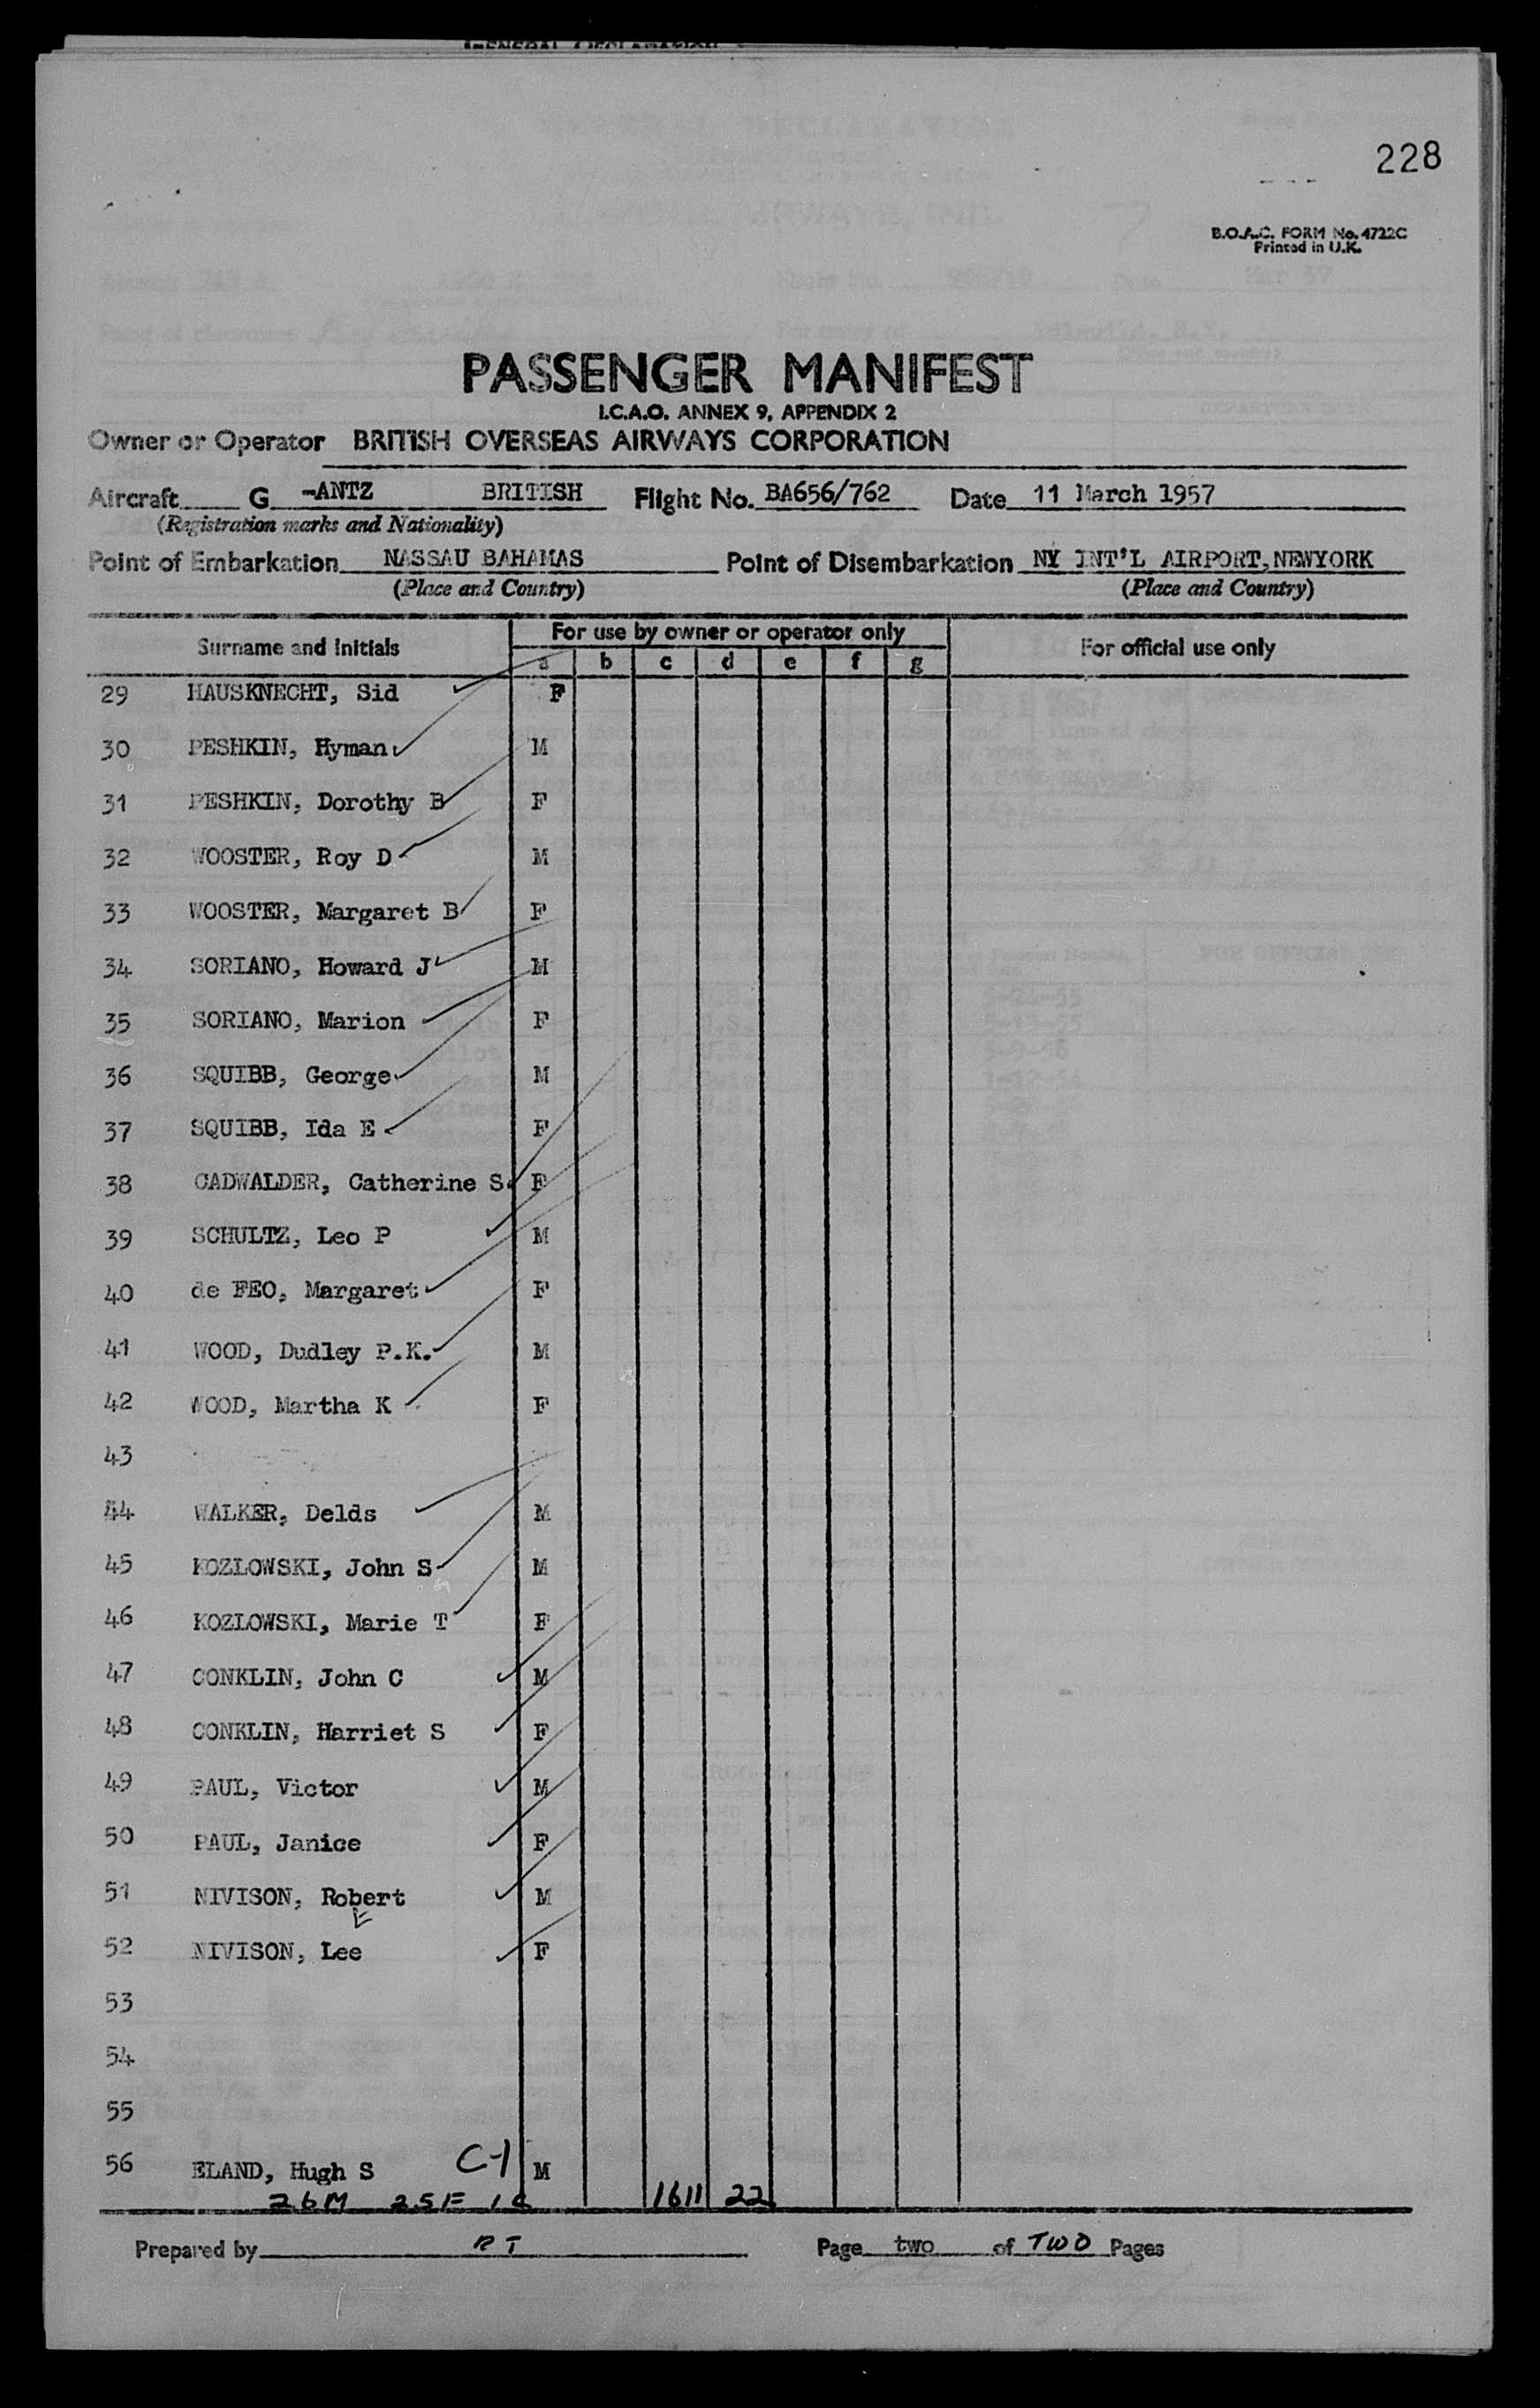 228
B.O.A.C. FORM No. 4722C
Printed in U.K.
PASSENGER MANIFEST
I.C.A.O. ANNEX 9, APPENDIX 2
Owner or Operator BRITISH OVERSEAS AIRWAYS CORPORATION
Aircraft G -ANTZ BRITISH Flight No. BA656/762 Date 11 March 1957
(Registration marks and Nationality)
Point of Embarkation NASSAU BAHAMAS Point of Disembarkation NY INT'L AIRPORT, NEWYORK
(Place and Country) (Place and Country)
Surname and Initials For use by owner or operator only For official use only
a b c d e f g
29 HAUSKNECHT, Sid F
30 PESHKIN, Hyman M
31 PESHKIN, Dorothy B F
32 WOOSTER, Roy D M
33 WOOSTER, Margaret B F
34 SORIANO, Howard J M
35 SORIANO, Marion F
36 SQUIBB, George M
37 SQUIBB, Ida E F
38 CADWALDER, Catherine S F
39 SCHULTZ, Leo P M
40 de FEO, Margaret F
41 WOOD, Dudley P.K. M
42 WOOD, Martha K F
43
44 WALKER, Delds M
45 KOZLOWSKI, John S M
46 KOZLOWSKI, Marie T F
47 CONKLIN, John C M
48 CONKLIN, Harriet S F
49 PAUL, Victor M
50 PAUL, Janice F
51 NIVISON, Robert M
E
52 NIVISON, Lee F
53
54
55
56 ELAND, Hugh S C-1 M
26M 25F 1C 1611 22
Prepared by RT Page two of TWO Pages